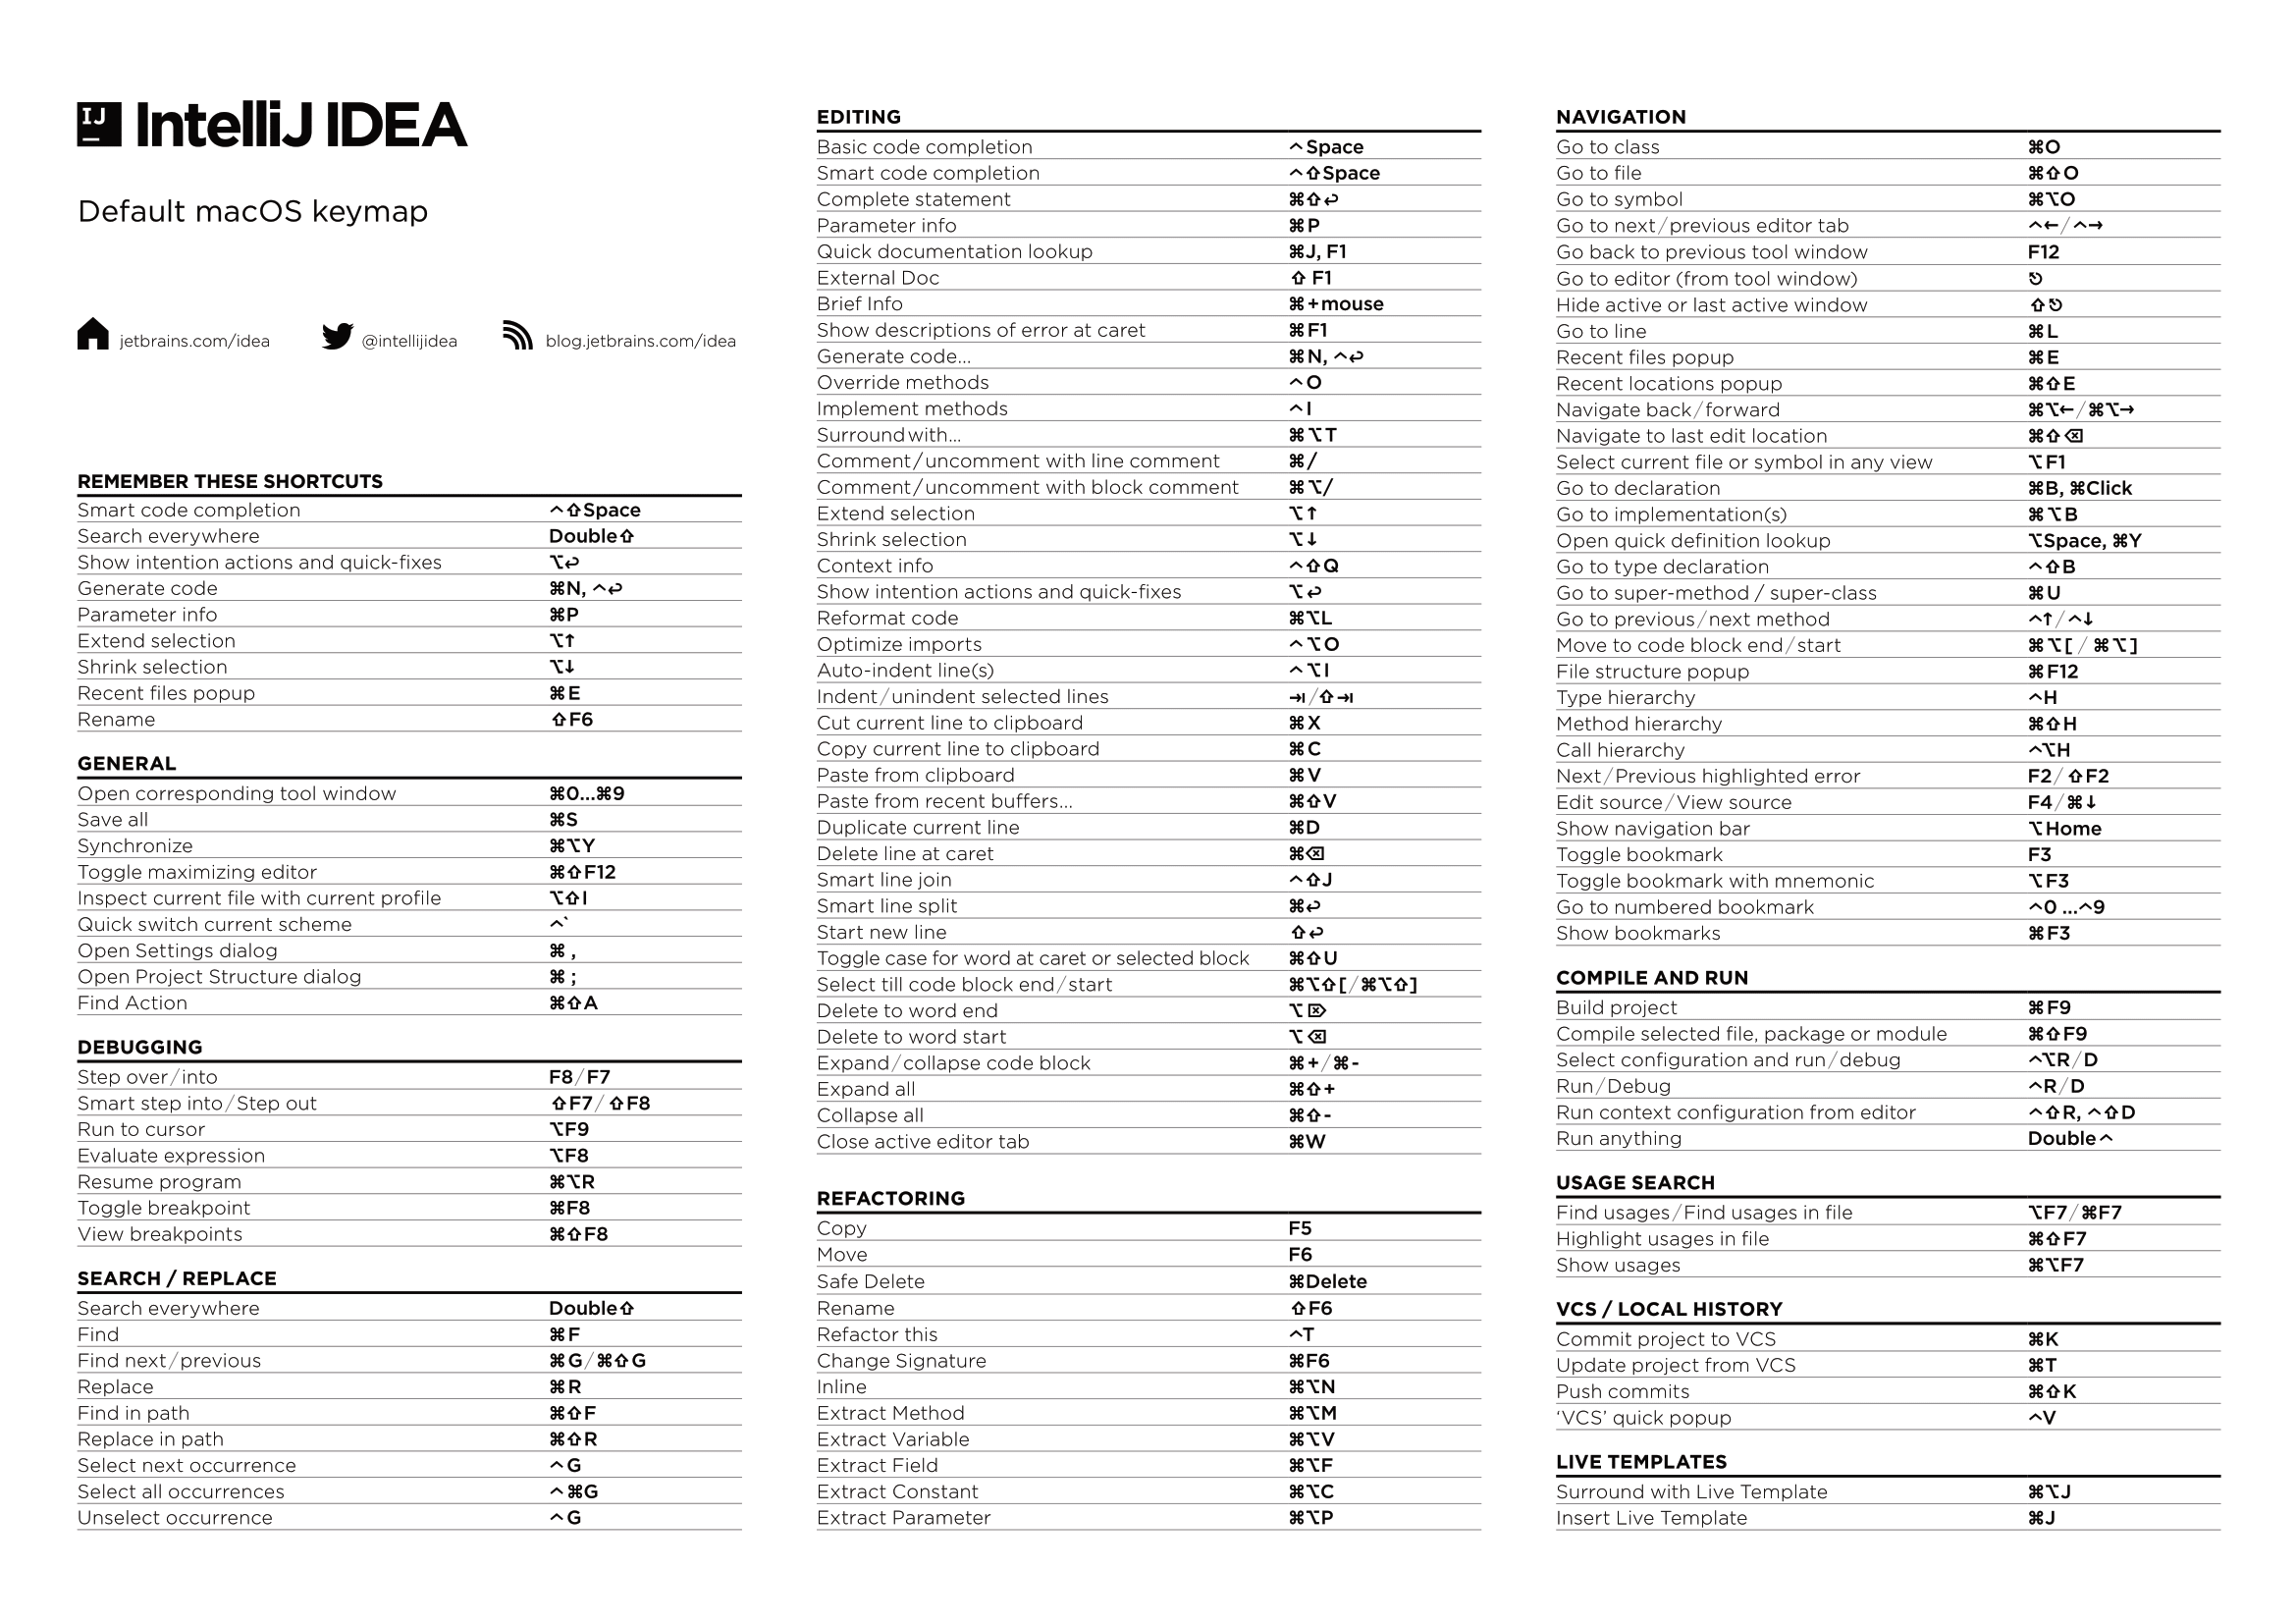 IJ IntelliJ IDEA
Default macOS keymap
jetbrains.com/idea @intellijidea blog.jetbrains.com/idea
REMEMBER THESE SHORTCUTS
Smart code completion ⌃⇧Space
Search everywhere Double⇧
Show intention actions and quick-fixes ⌥↩
Generate code ⌘N, ⌃↩
Parameter info ⌘P
Extend selection ⌥↑
Shrink selection ⌥↓
Recent files popup ⌘E
Rename ⇧F6
GENERAL
Open corresponding tool window ⌘0...⌘9
Save all ⌘S
Synchronize ⌘⌥Y
Toggle maximizing editor ⌘⇧F12
Inspect current file with current profile ⌥⇧I
Quick switch current scheme ⌃`
Open Settings dialog ⌘,
Open Project Structure dialog ⌘;
Find Action ⌘⇧A
DEBUGGING
Step over/into F8/F7
Smart step into/Step out ⇧F7/⇧F8
Run to cursor ⌥F9
Evaluate expression ⌥F8
Resume program ⌘⌥R
Toggle breakpoint ⌘F8
View breakpoints ⌘⇧F8
SEARCH / REPLACE
Search everywhere Double⇧
Find ⌘F
Find next/previous ⌘G/⌘⇧G
Replace ⌘R
Find in path ⌘⇧F
Replace in path ⌘⇧R
Select next occurrence ⌃G
Select all occurrences ⌃⌘G
Unselect occurrence ⌃G
EDITING
Basic code completion ⌃Space
Smart code completion ⌃⇧Space
Complete statement ⌘⇧↩
Parameter info ⌘P
Quick documentation lookup ⌘J, F1
External Doc ⇧F1
Brief Info ⌘+mouse
Show descriptions of error at caret ⌘F1
Generate code... ⌘N, ⌃↩
Override methods ⌃O
Implement methods ⌃I
Surround with... ⌘⌥T
Comment/uncomment with line comment ⌘/
Comment/uncomment with block comment ⌘⌥/
Extend selection ⌥↑
Shrink selection ⌥↓
Context info ⌃⇧Q
Show intention actions and quick-fixes ⌥↩
Reformat code ⌘⌥L
Optimize imports ⌃⌥O
Auto-indent line(s) ⌃⌥I
Indent/unindent selected lines ⇥/⇧⇥
Cut current line to clipboard ⌘X
Copy current line to clipboard ⌘C
Paste from clipboard ⌘V
Paste from recent buffers... ⌘⇧V
Duplicate current line ⌘D
Delete line at caret ⌘⌫
Smart line join ⌃⇧J
Smart line split ⌘↩
Start new line ⇧↩
Toggle case for word at caret or selected block ⌘⇧U
Select till code block end/start ⌘⌥⇧[/⌘⌥⇧]
Delete to word end ⌥⌦
Delete to word start ⌥⌫
Expand/collapse code block ⌘+/⌘-
Expand all ⌘⇧+
Collapse all ⌘⇧-
Close active editor tab ⌘W
REFACTORING
Copy F5
Move F6
Safe Delete ⌘Delete
Rename ⇧F6
Refactor this ⌃T
Change Signature ⌘F6
Inline ⌘⌥N
Extract Method ⌘⌥M
Extract Variable ⌘⌥V
Extract Field ⌘⌥F
Extract Constant ⌘⌥C
Extract Parameter ⌘⌥P
NAVIGATION
Go to class ⌘O
Go to file ⌘⇧O
Go to symbol ⌘⌥O
Go to next/previous editor tab ⌃←/⌃→
Go back to previous tool window F12
Go to editor (from tool window) ⎋
Hide active or last active window ⇧⎋
Go to line ⌘L
Recent files popup ⌘E
Recent locations popup ⌘⇧E
Navigate back/forward ⌘⌥←/⌘⌥→
Navigate to last edit location ⌘⇧⌫
Select current file or symbol in any view ⌥F1
Go to declaration ⌘B, ⌘Click
Go to implementation(s) ⌘⌥B
Open quick definition lookup ⌥Space, ⌘Y
Go to type declaration ⌃⇧B
Go to super-method / super-class ⌘U
Go to previous/next method ⌃↑/⌃↓
Move to code block end/start ⌘⌥[ / ⌘⌥]
File structure popup ⌘F12
Type hierarchy ⌃H
Method hierarchy ⌘⇧H
Call hierarchy ⌃⌥H
Next/Previous highlighted error F2/⇧F2
Edit source/View source F4/⌘↓
Show navigation bar ⌥Home
Toggle bookmark F3
Toggle bookmark with mnemonic ⌥F3
Go to numbered bookmark ⌃0 ...⌃9
Show bookmarks ⌘F3
COMPILE AND RUN
Build project ⌘F9
Compile selected file, package or module ⌘⇧F9
Select configuration and run/debug ⌃⌥R/D
Run/Debug ⌃R/D
Run context configuration from editor ⌃⇧R, ⌃⇧D
Run anything Double⌃
USAGE SEARCH
Find usages/Find usages in file ⌥F7/⌘F7
Highlight usages in file ⌘⇧F7
Show usages ⌘⌥F7
VCS / LOCAL HISTORY
Commit project to VCS ⌘K
Update project from VCS ⌘T
Push commits ⌘⇧K
‘VCS’ quick popup ⌃V
LIVE TEMPLATES
Surround with Live Template ⌘⌥J
Insert Live Template ⌘J